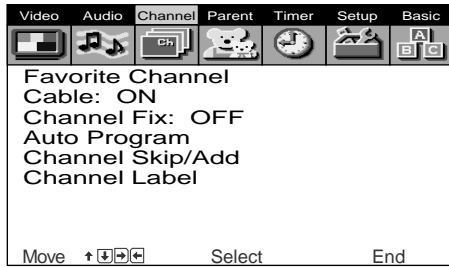 Video Audio Channel Parent Timer Setup Basic
Ch A B C
Favorite Channel
Cable: ON
Channel Fix: OFF
Auto Program
Channel Skip/Add
Channel Label
Move ↑↓→← Select End